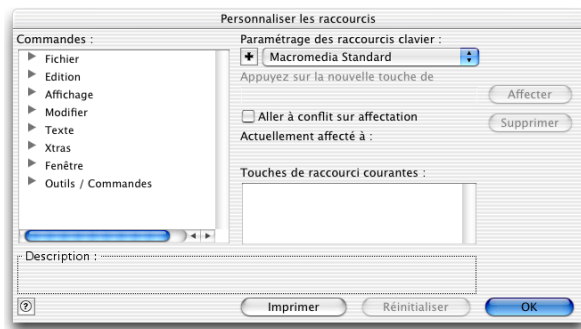 Personnaliser les raccourcis
Commandes :
Fichier
Edition
Affichage
Modifier
Texte
Xtras
Fenêtre
Outils / Commandes
Paramétrage des raccourcis clavier :
Macromedia Standard
Appuyez sur la nouvelle touche de
Affecter
Aller à conflit sur affectation
Supprimer
Actuellement affecté à :
Touches de raccourci courantes :
Description :
?
Imprimer
Réinitialiser
OK